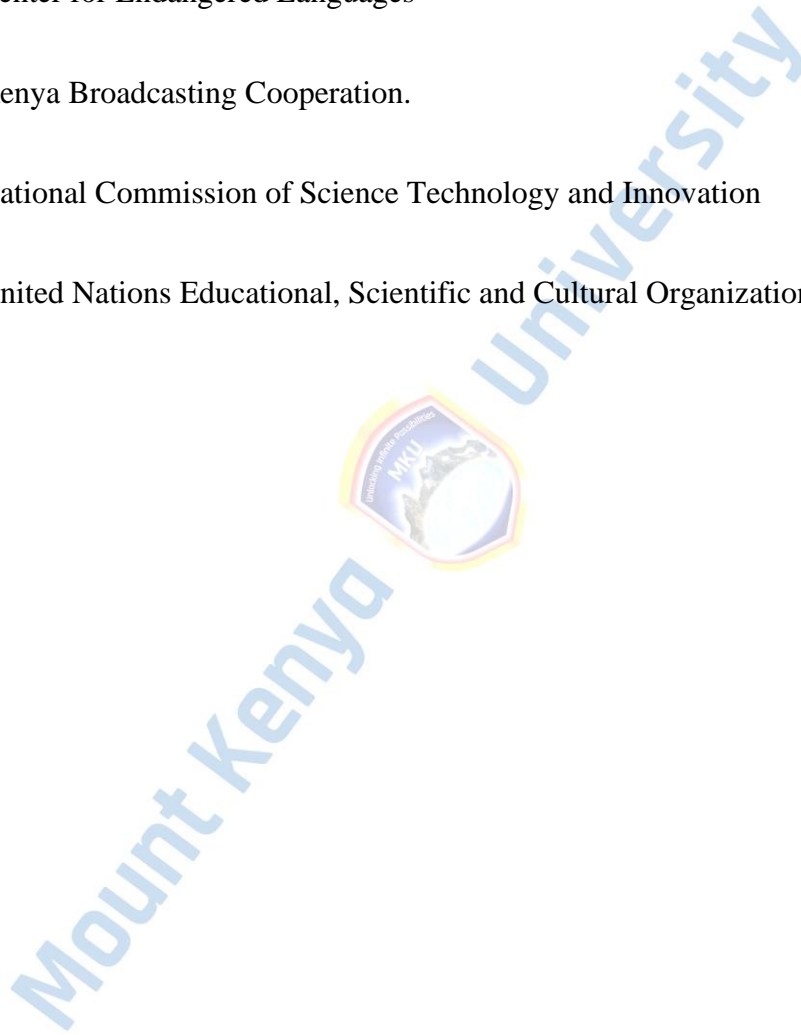 enter for Endangered Languages
enya Broadcasting Cooperation.
ational Commission of Science Technology and Innovation
nited Nations Educational, Scientific and Cultural Organization
Mount Kenya University
Unlocking Infinite Possibilities
MKU